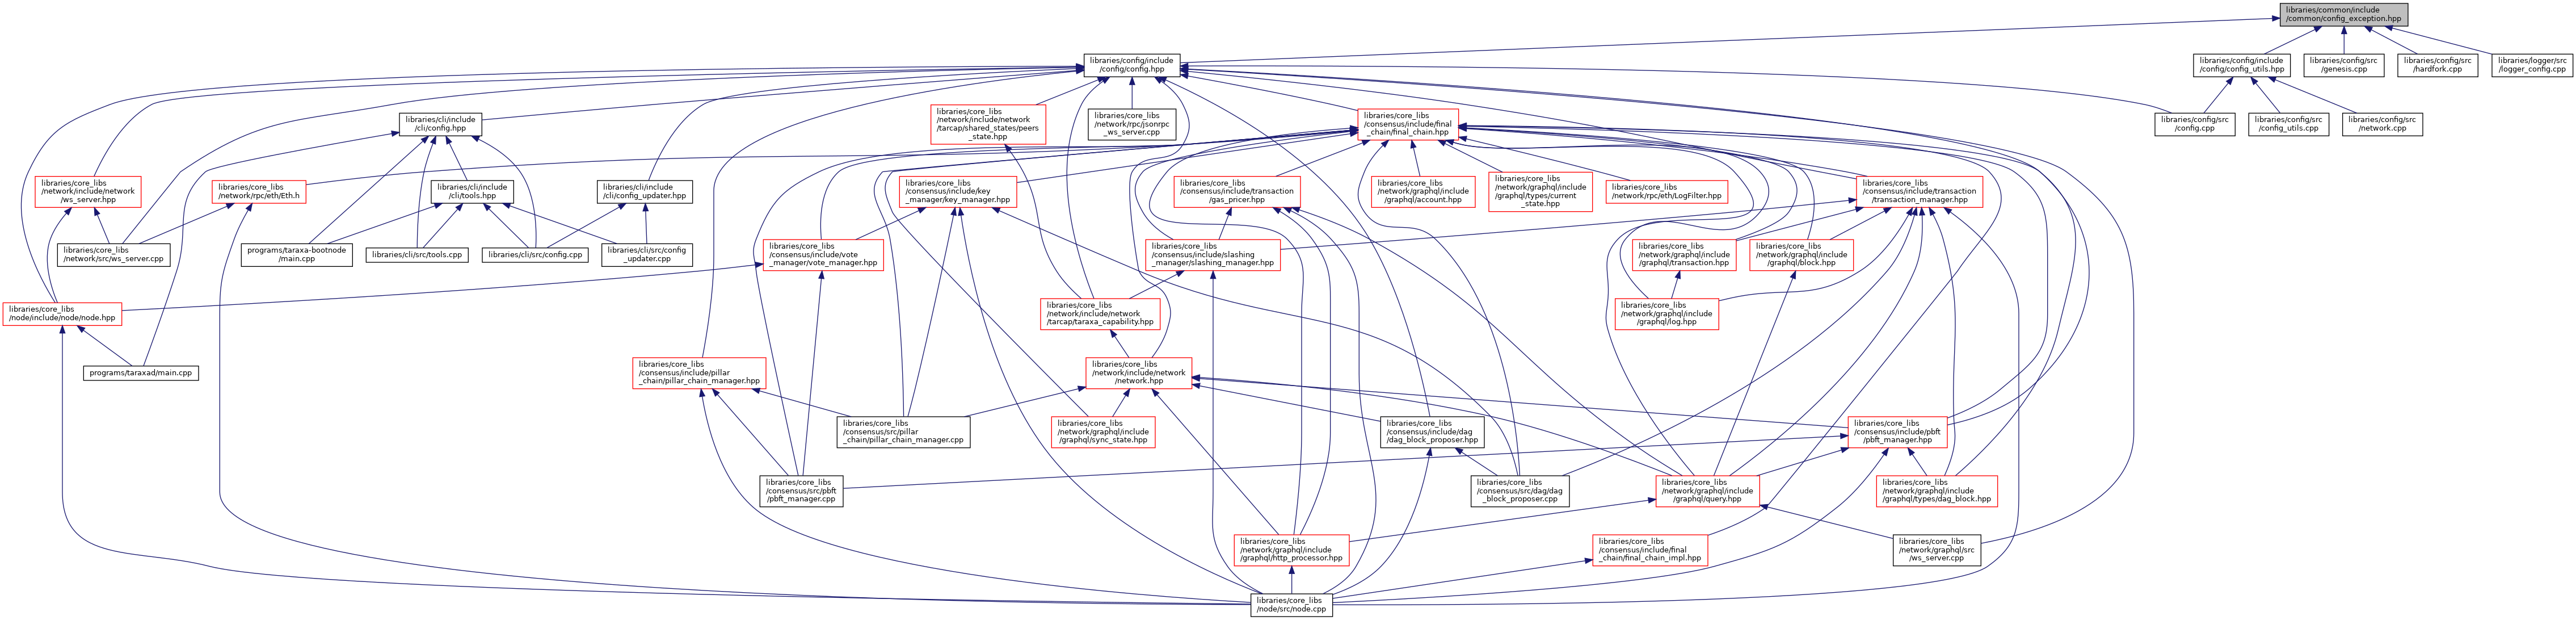 libraries/common/include
/common/config_exception.hpp
libraries/config/include
/config/config.hpp
libraries/config/include
/config/config_utils.hpp
libraries/config/src
/genesis.cpp
libraries/config/src
/hardfork.cpp
libraries/logger/src
/logger_config.cpp
libraries/cli/include
/cli/config.hpp
libraries/core_libs
/network/include/network
/tarcap/shared_states/peers
_state.hpp
libraries/core_libs
/network/rpc/jsonrpc
_ws_server.cpp
libraries/core_libs
/consensus/include/final
_chain/final_chain.hpp
libraries/config/src
/config.cpp
libraries/config/src
/config_utils.cpp
libraries/config/src
/network.cpp
libraries/core_libs
/network/include/network
/ws_server.hpp
libraries/core_libs
/network/rpc/eth/Eth.h
libraries/cli/include
/cli/tools.hpp
libraries/cli/include
/cli/config_updater.hpp
libraries/core_libs
/consensus/include/key
_manager/key_manager.hpp
libraries/core_libs
/consensus/include/transaction
/gas_pricer.hpp
libraries/core_libs
/network/graphql/include
/graphql/account.hpp
libraries/core_libs
/network/graphql/include
/graphql/types/current
_state.hpp
libraries/core_libs
/network/rpc/eth/LogFilter.hpp
libraries/core_libs
/consensus/include/transaction
/transaction_manager.hpp
libraries/core_libs
/network/src/ws_server.cpp
programs/taraxa-bootnode
/main.cpp
libraries/cli/src/tools.cpp
libraries/cli/src/config.cpp
libraries/cli/src/config
_updater.cpp
libraries/core_libs
/consensus/include/vote
_manager/vote_manager.hpp
libraries/core_libs
/consensus/include/slashing
_manager/slashing_manager.hpp
libraries/core_libs
/network/graphql/include
/graphql/transaction.hpp
libraries/core_libs
/network/graphql/include
/graphql/block.hpp
libraries/core_libs
/node/include/node/node.hpp
libraries/core_libs
/network/include/network
/tarcap/taraxa_capability.hpp
libraries/core_libs
/network/graphql/include
/graphql/log.hpp
programs/taraxad/main.cpp
libraries/core_libs
/consensus/include/pillar
_chain/pillar_chain_manager.hpp
libraries/core_libs
/network/include/network
/network.hpp
libraries/core_libs
/consensus/src/pillar
_chain/pillar_chain_manager.cpp
libraries/core_libs
/network/graphql/include
/graphql/sync_state.hpp
libraries/core_libs
/consensus/include/dag
/dag_block_proposer.hpp
libraries/core_libs
/consensus/include/pbft
/pbft_manager.hpp
libraries/core_libs
/consensus/src/pbft
/pbft_manager.cpp
libraries/core_libs
/consensus/src/dag/dag
_block_proposer.cpp
libraries/core_libs
/network/graphql/include
/graphql/query.hpp
libraries/core_libs
/network/graphql/include
/graphql/types/dag_block.hpp
libraries/core_libs
/network/graphql/include
/graphql/http_processor.hpp
libraries/core_libs
/consensus/include/final
_chain/final_chain_impl.hpp
libraries/core_libs
/network/graphql/src
/ws_server.cpp
libraries/core_libs
/node/src/node.cpp